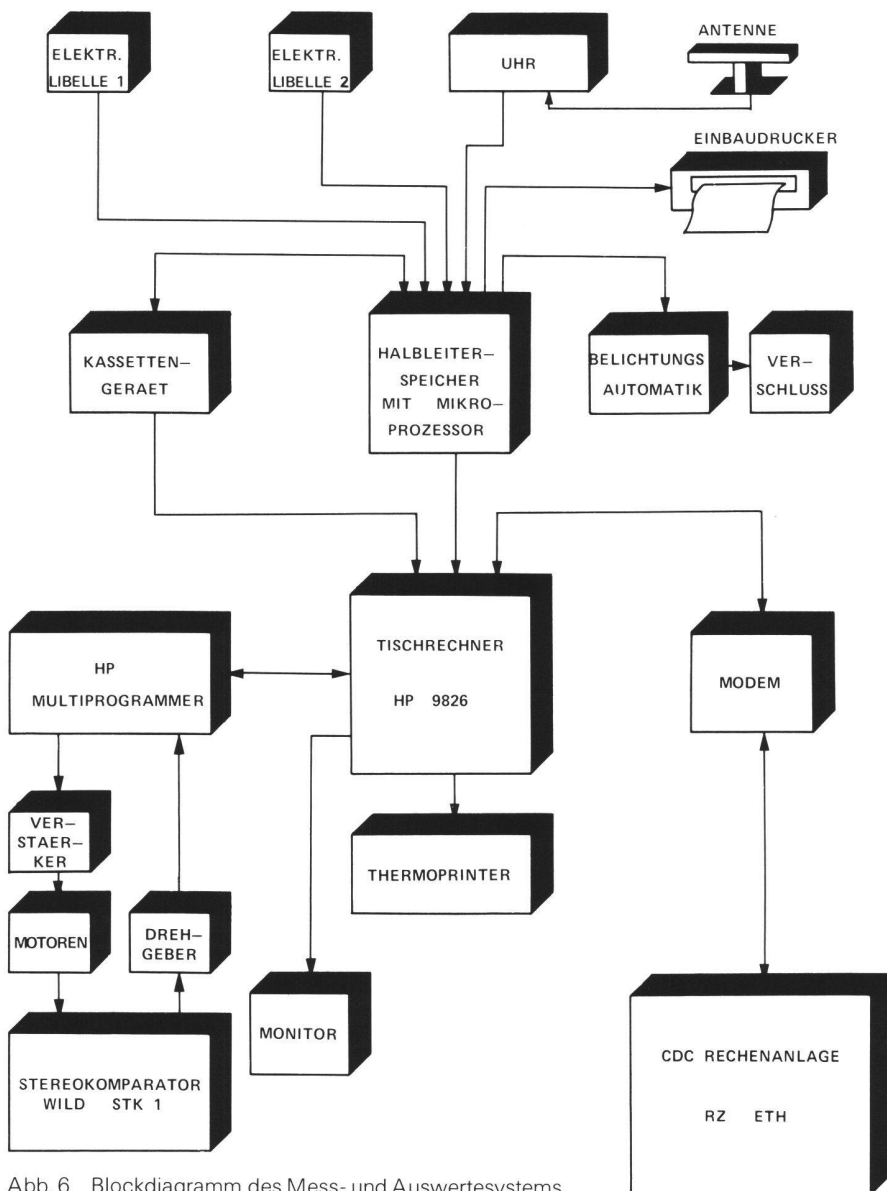 ELEKTR.
LIBELLE 1
ELEKTR.
LIBELLE 2
UHR
ANTENNE
EINBAUDRUCKER
KASSETTEN–
GERAET
HALBLEITER–
SPEICHER
MIT MIKRO–
PROZESSOR
BELICHTUNGS
AUTOMATIK
VER–
SCHLUSS
HP
MULTIPROGRAMMER
TISCHRECHNER
HP 9826
MODEM
VER–
STAER–
KER
THERMOPRINTER
MOTOREN
DREH–
GEBER
MONITOR
STEREOKOMPARATOR
WILD STK 1
CDC RECHENANLAGE
RZ ETH
Abb. 6 Blockdiagramm des Mess- und Auswertesystems